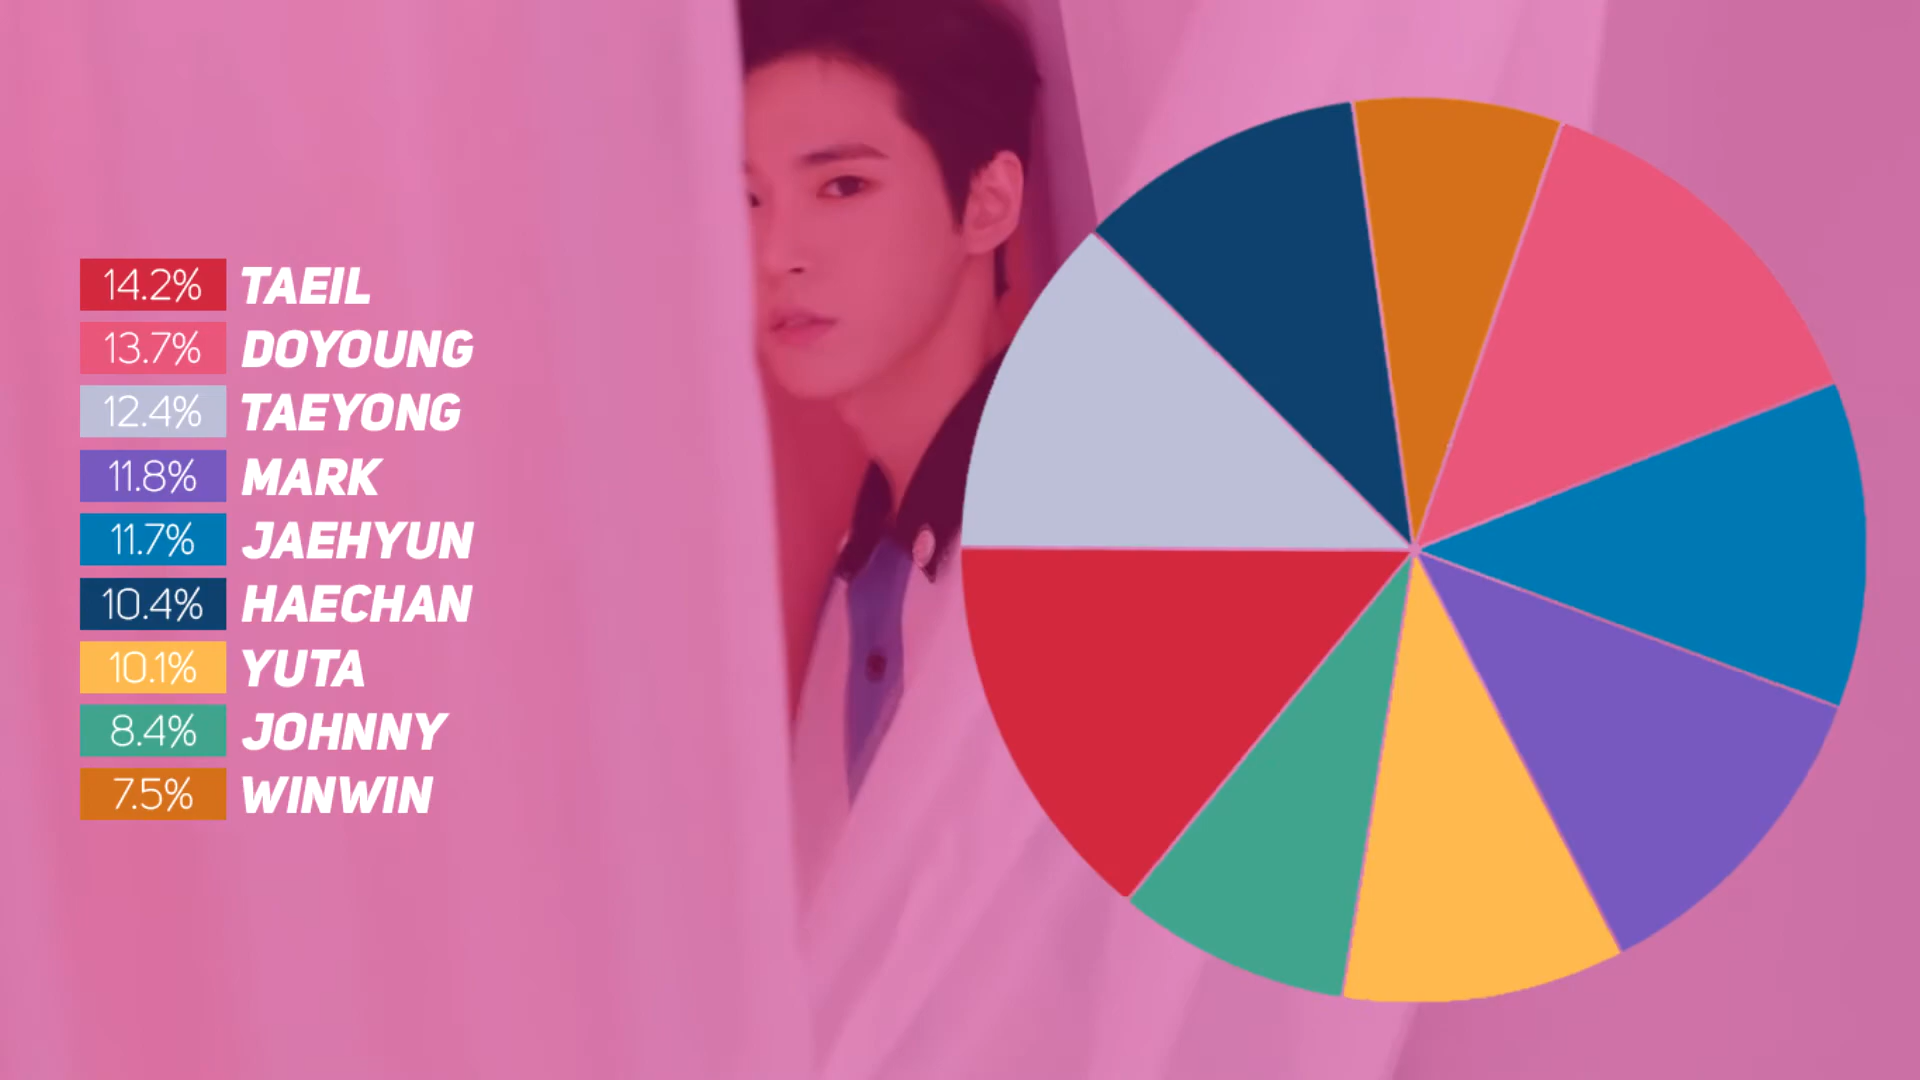 14.2% TAEIL
13.7% DOYOUNG
12.4% TAEYONG
11.8% MARK
11.7% JAEHYUN
10.4% HAECHAN
10.1% YUTA
8.4% JOHNNY
7.5% WINWIN